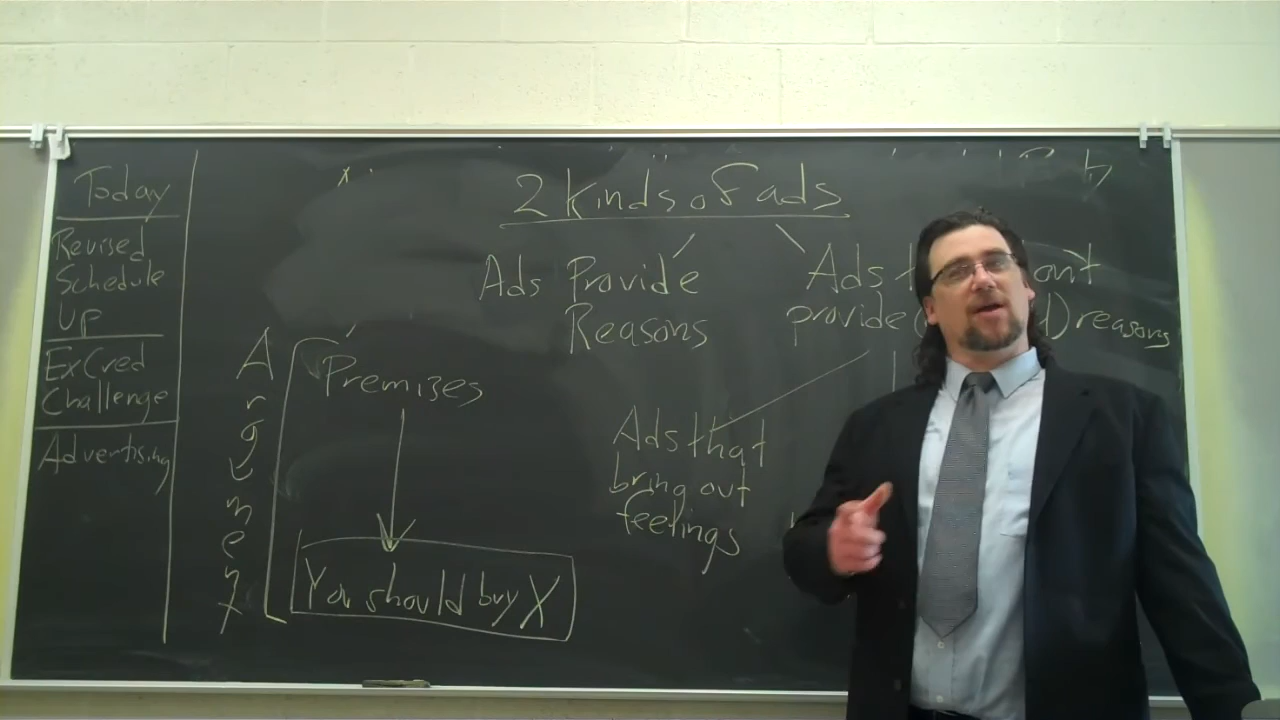 Today
Revised
Schedule
Up
ExCred
Challenge
Advertising
2 Kinds of ads
Ads Provide
Reasons
Ads
provide reasons
Argument
Premises
You should buy X
Ads that
bring out
feelings